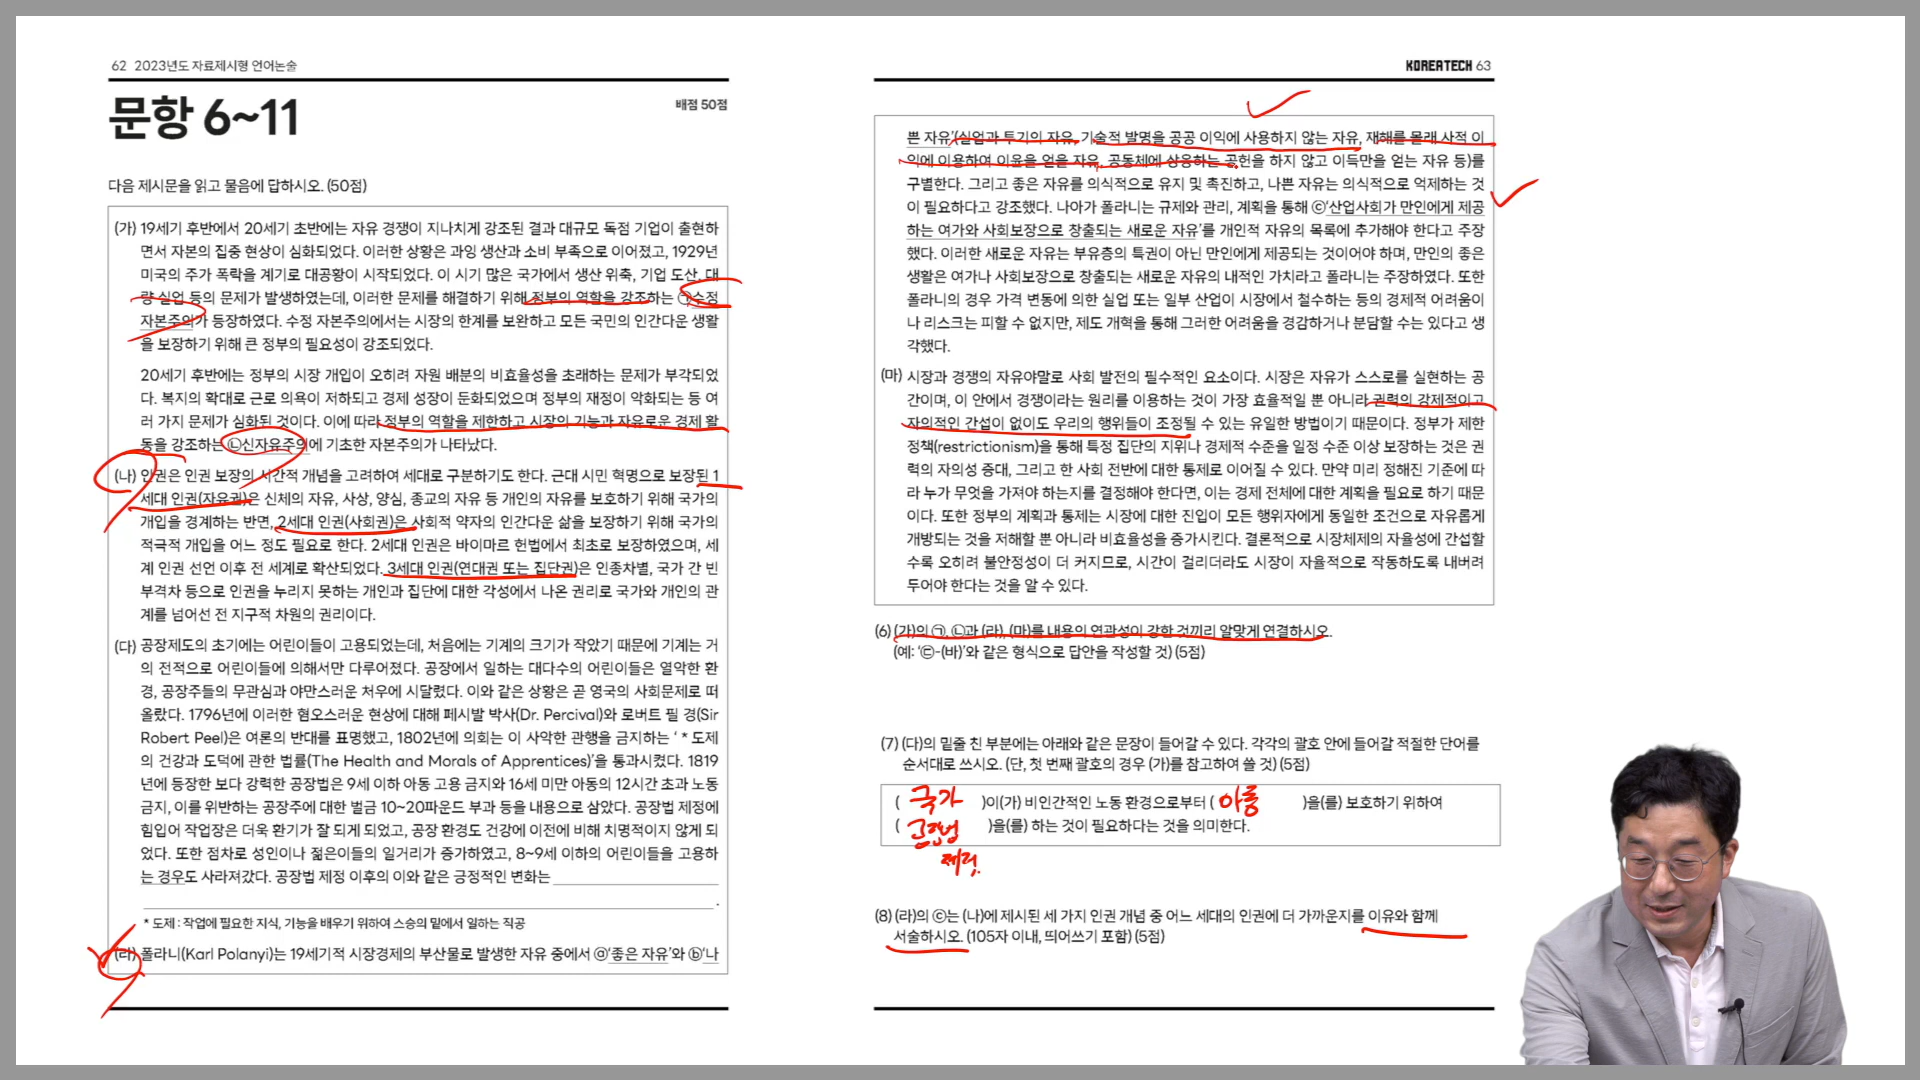 62 2023년도 자료제시형 언어논술
문항 6~11
배점 50점
다음 제시문을 읽고 물음에 답하시오. (50점)
(가) 19세기 후반에서 20세기 초반에는 자유 경쟁이 지나치게 강조된 결과 대규모 독점 기업이 출현하
면서 자본의 집중 현상이 심화되었다. 이러한 상황은 과잉 생산과 소비 부족으로 이어졌고, 1929년
미국의 주가 폭락을 계기로 대공황이 시작되었다. 이 시기 많은 국가에서 생산 위축, 기업 도산, 대
량 실업 등의 문제가 발생하였는데, 이러한 문제를 해결하기 위해 정부의 역할을 강조하는 ㉠수정
자본주의가 등장하였다. 수정 자본주의에서는 시장의 한계를 보완하고 모든 국민의 인간다운 생활
을 보장하기 위해 큰 정부의 필요성이 강조되었다.
20세기 후반에는 정부의 시장 개입이 오히려 자원 배분의 비효율성을 초래하는 문제가 부각되었
다. 복지의 확대로 근로 의욕이 저하되고 경제 성장이 둔화되었으며 정부의 재정이 악화되는 등 여
러 가지 문제가 심화된 것이다. 이에 따라 정부의 역할을 제한하고 시장의 기능과 자유로운 경제 활
동을 강조하는 ㉡신자유주의에 기초한 자본주의가 나타났다.
(나) 인권은 인권 보장의 시간적 개념을 고려하여 세대로 구분하기도 한다. 근대 시민 혁명으로 보장된 1
세대 인권(자유권)은 신체의 자유, 사상, 양심, 종교의 자유 등 개인의 자유를 보호하기 위해 국가의
개입을 경계하는 반면, 2세대 인권(사회권)은 사회적 약자의 인간다운 삶을 보장하기 위해 국가의
적극적 개입을 어느 정도 필요로 한다. 2세대 인권은 바이마르 헌법에서 최초로 보장하였으며, 세
계 인권 선언 이후 전 세계로 확산되었다. 3세대 인권(연대권 또는 집단권)은 인종차별, 국가 간 빈
부격차 등으로 인권을 누리지 못하는 개인과 집단에 대한 각성에서 나온 권리로 국가와 개인의 관
계를 넘어선 전 지구적 차원의 권리이다.
(다) 공장제도의 초기에는 어린이들이 고용되었는데, 처음에는 기계의 크기가 작았기 때문에 기계는 거
의 전적으로 어린이들에 의해서만 다루어졌다. 공장에서 일하는 대다수의 어린이들은 열악한 환
경, 공장주들의 무관심과 야만스러운 처우에 시달렸다. 이와 같은 상황은 곧 영국의 사회문제로 떠
올랐다. 1796년에 이러한 혐오스러운 현상에 대해 페시발 박사(Dr. Percival)와 로버트 필 경(Sir
Robert Peel)은 여론의 반대를 표명했고, 1802년에 의회는 이 사악한 관행을 금지하는 ‘ * 도제
의 건강과 도덕에 관한 법률(The Health and Morals of Apprentices)’을 통과시켰다. 1819
년에 등장한 보다 강력한 공장법은 9세 이하 아동 고용 금지와 16세 미만 아동의 12시간 초과 노동
금지, 이를 위반하는 공장주에 대한 벌금 10~20파운드 부과 등을 내용으로 삼았다. 공장법 제정에
힘입어 작업장은 더욱 환기가 잘 되게 되었고, 공장 환경도 건강에 이전에 비해 치명적이지 않게 되
었다. 또한 점차로 성인이나 젊은이들의 일거리가 증가하였고, 8~9세 이하의 어린이들을 고용하
는 경우도 사라져갔다. 공장법 제정 이후의 이와 같은 긍정적인 변화는
.
* 도제 : 작업에 필요한 지식, 기능을 배우기 위하여 스승의 밑에서 일하는 직공
(라) 폴라니(Karl Polanyi)는 19세기적 시장경제의 부산물로 발생한 자유 중에서 ⓐ‘좋은 자유’와 ⓑ‘나
KOREATECH 63
쁜 자유’(실업과 투기의 자유, 기술적 발명을 공공 이익에 사용하지 않는 자유, 재해를 몰래 사적 이
익에 이용하여 이윤을 얻을 자유, 공동체에 상응하는 공헌을 하지 않고 이득만을 얻는 자유 등)를
구별한다. 그리고 좋은 자유를 의식적으로 유지 및 촉진하고, 나쁜 자유는 의식적으로 억제하는 것
이 필요하다고 강조했다. 나아가 폴라니는 규제와 관리, 계획을 통해 ⓒ‘산업사회가 만인에게 제공
하는 여가와 사회보장으로 창출되는 새로운 자유’를 개인적 자유의 목록에 추가해야 한다고 주장
했다. 이러한 새로운 자유는 부유층의 특권이 아닌 만인에게 제공되는 것이어야 하며, 만인의 좋은
생활은 여가나 사회보장으로 창출되는 새로운 자유의 내적인 가치라고 폴라니는 주장하였다. 또한
폴라니의 경우 가격 변동에 의한 실업 또는 일부 산업이 시장에서 철수하는 등의 경제적 어려움이
나 리스크는 피할 수 없지만, 제도 개혁을 통해 그러한 어려움을 경감하거나 분담할 수는 있다고 생
각했다.
(마) 시장과 경쟁의 자유야말로 사회 발전의 필수적인 요소이다. 시장은 자유가 스스로를 실현하는 공
간이며, 이 안에서 경쟁이라는 원리를 이용하는 것이 가장 효율적일 뿐 아니라 권력의 강제적이고
자의적인 간섭이 없이도 우리의 행위들이 조정될 수 있는 유일한 방법이기 때문이다. 정부가 제한
정책(restrictionism)을 통해 특정 집단의 지위나 경제적 수준을 일정 수준 이상 보장하는 것은 권
력의 자의성 증대, 그리고 한 사회 전반에 대한 통제로 이어질 수 있다. 만약 미리 정해진 기준에 따
라 누가 무엇을 가져야 하는지를 결정해야 한다면, 이는 경제 전체에 대한 계획을 필요로 하기 때문
이다. 또한 정부의 계획과 통제는 시장에 대한 진입이 모든 행위자에게 동일한 조건으로 자유롭게
개방되는 것을 저해할 뿐 아니라 비효율성을 증가시킨다. 결론적으로 시장체제의 자율성에 간섭할
수록 오히려 불안정성이 더 커지므로, 시간이 걸리더라도 시장이 자율적으로 작동하도록 내버려
두어야 한다는 것을 알 수 있다.
(6) (가)의 ㉠, ㉡과 (라), (마)를 내용의 연관성이 강한 것끼리 알맞게 연결하시오.
(예: ‘㉢-(바)’와 같은 형식으로 답안을 작성할 것) (5점)
(7) (다)의 밑줄 친 부분에는 아래와 같은 문장이 들어갈 수 있다. 각각의 괄호 안에 들어갈 적절한 단어를
순서대로 쓰시오. (단, 첫 번째 괄호의 경우 (가)를 참고하여 쓸 것) (5점)
( 국가 )이(가) 비인간적인 노동 환경으로부터 ( 아동 )을(를) 보호하기 위하여
( 공장법 )을(를) 하는 것이 필요하다는 것을 의미한다.
제정
(8) (라)의 ⓒ는 (나)에 제시된 세 가지 인권 개념 중 어느 세대의 인권에 더 가까운지를 이유와 함께
서술하시오. (105자 이내, 띄어쓰기 포함) (5점)